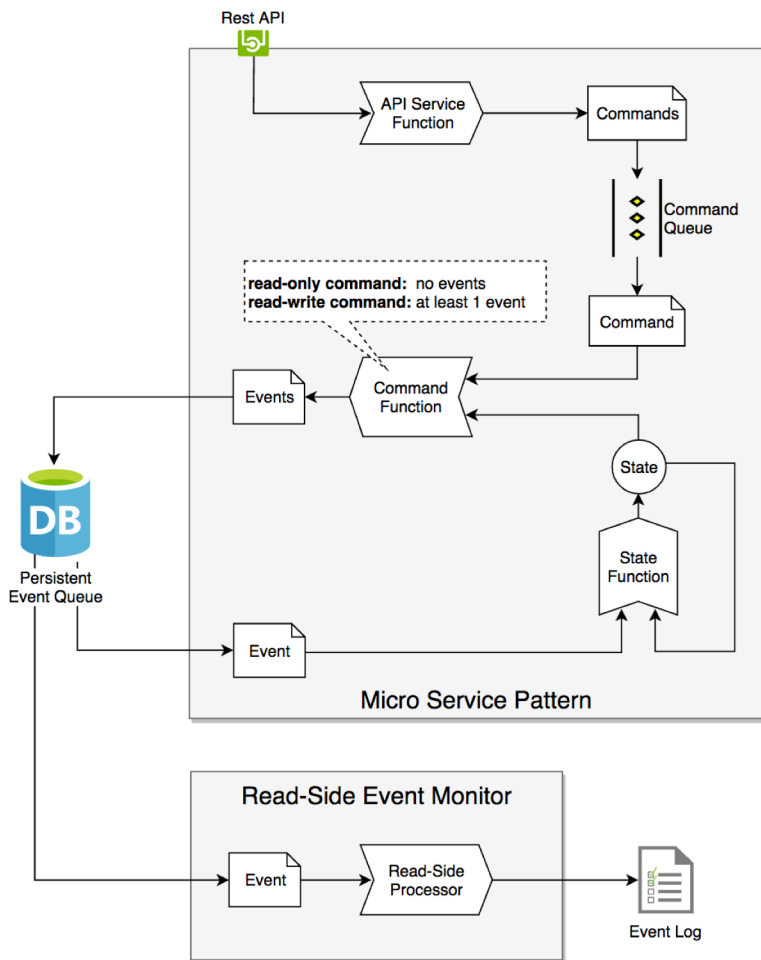 Rest API
API Service
Function
Commands
Command
Queue
read-only command: no events
read-write command: at least 1 event
Command
Command
Function
Events
State
DB
State
Function
Persistent
Event Queue
Event
Micro Service Pattern
Read-Side Event Monitor
Event
Read-Side
Processor
Event Log